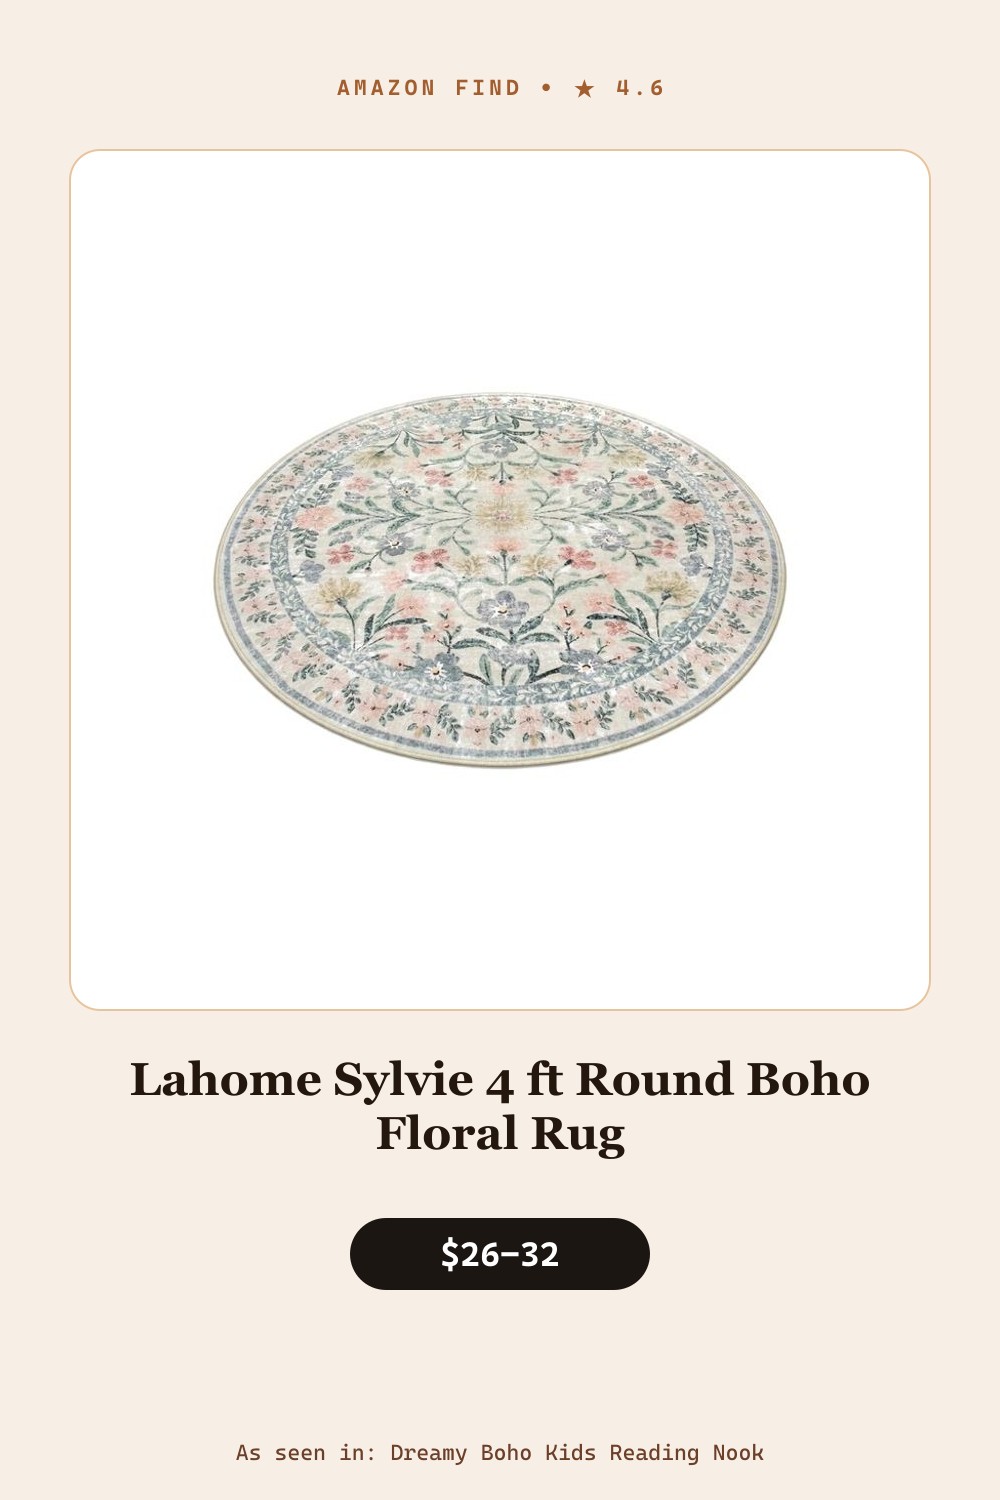 AMAZON FIND • ★ 4.6
Lahome Sylvie 4 ft Round Boho
Floral Rug
$26–32
As seen in: Dreamy Boho Kids Reading Nook